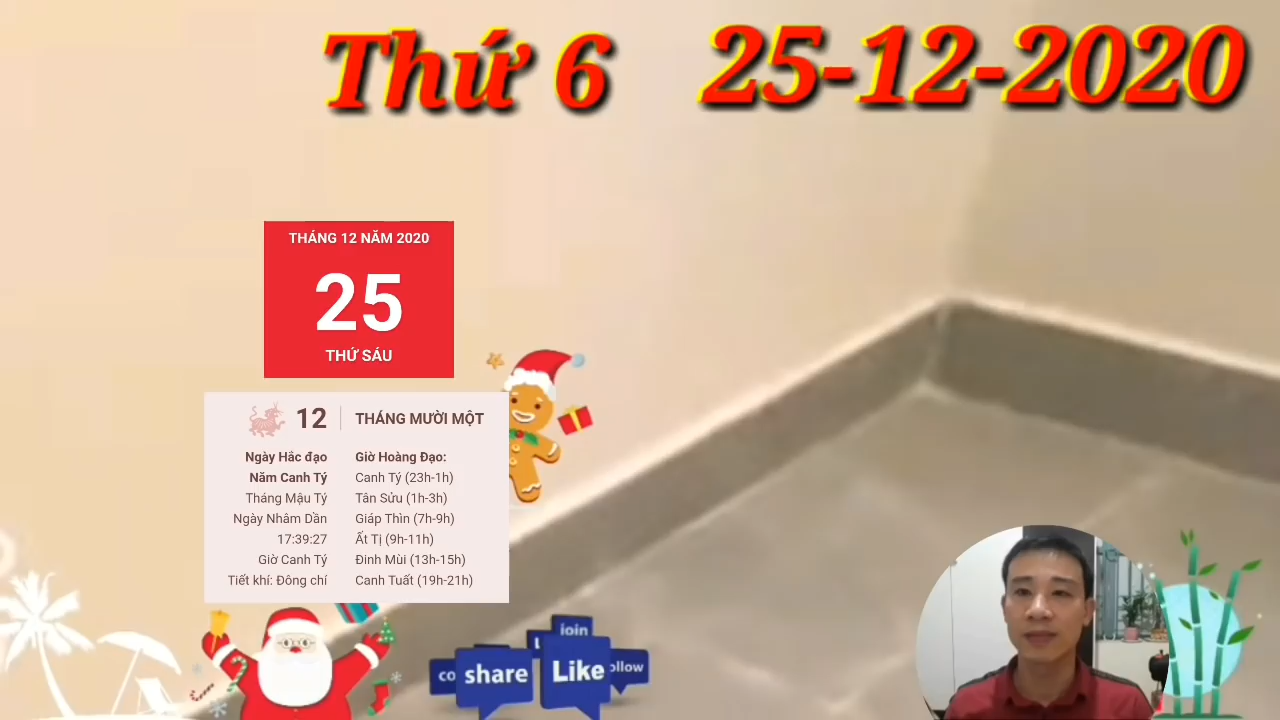 Thứ 6 25-12-2020
THÁNG 12 NĂM 2020
25
THỨ SÁU
12 THÁNG MƯỜI MỘT
Ngày Hắc đạo
Năm Canh Tý
Tháng Mậu Tý
Ngày Nhâm Dần
17:39:27
Giờ Canh Tý
Tiết khí: Đông chí
Giờ Hoàng Đạo:
Canh Tý (23h-1h)
Tân Sửu (1h-3h)
Giáp Thìn (7h-9h)
Ất Tị (9h-11h)
Đinh Mùi (13h-15h)
Canh Tuất (19h-21h)
join
share
Like
ollow
co
L